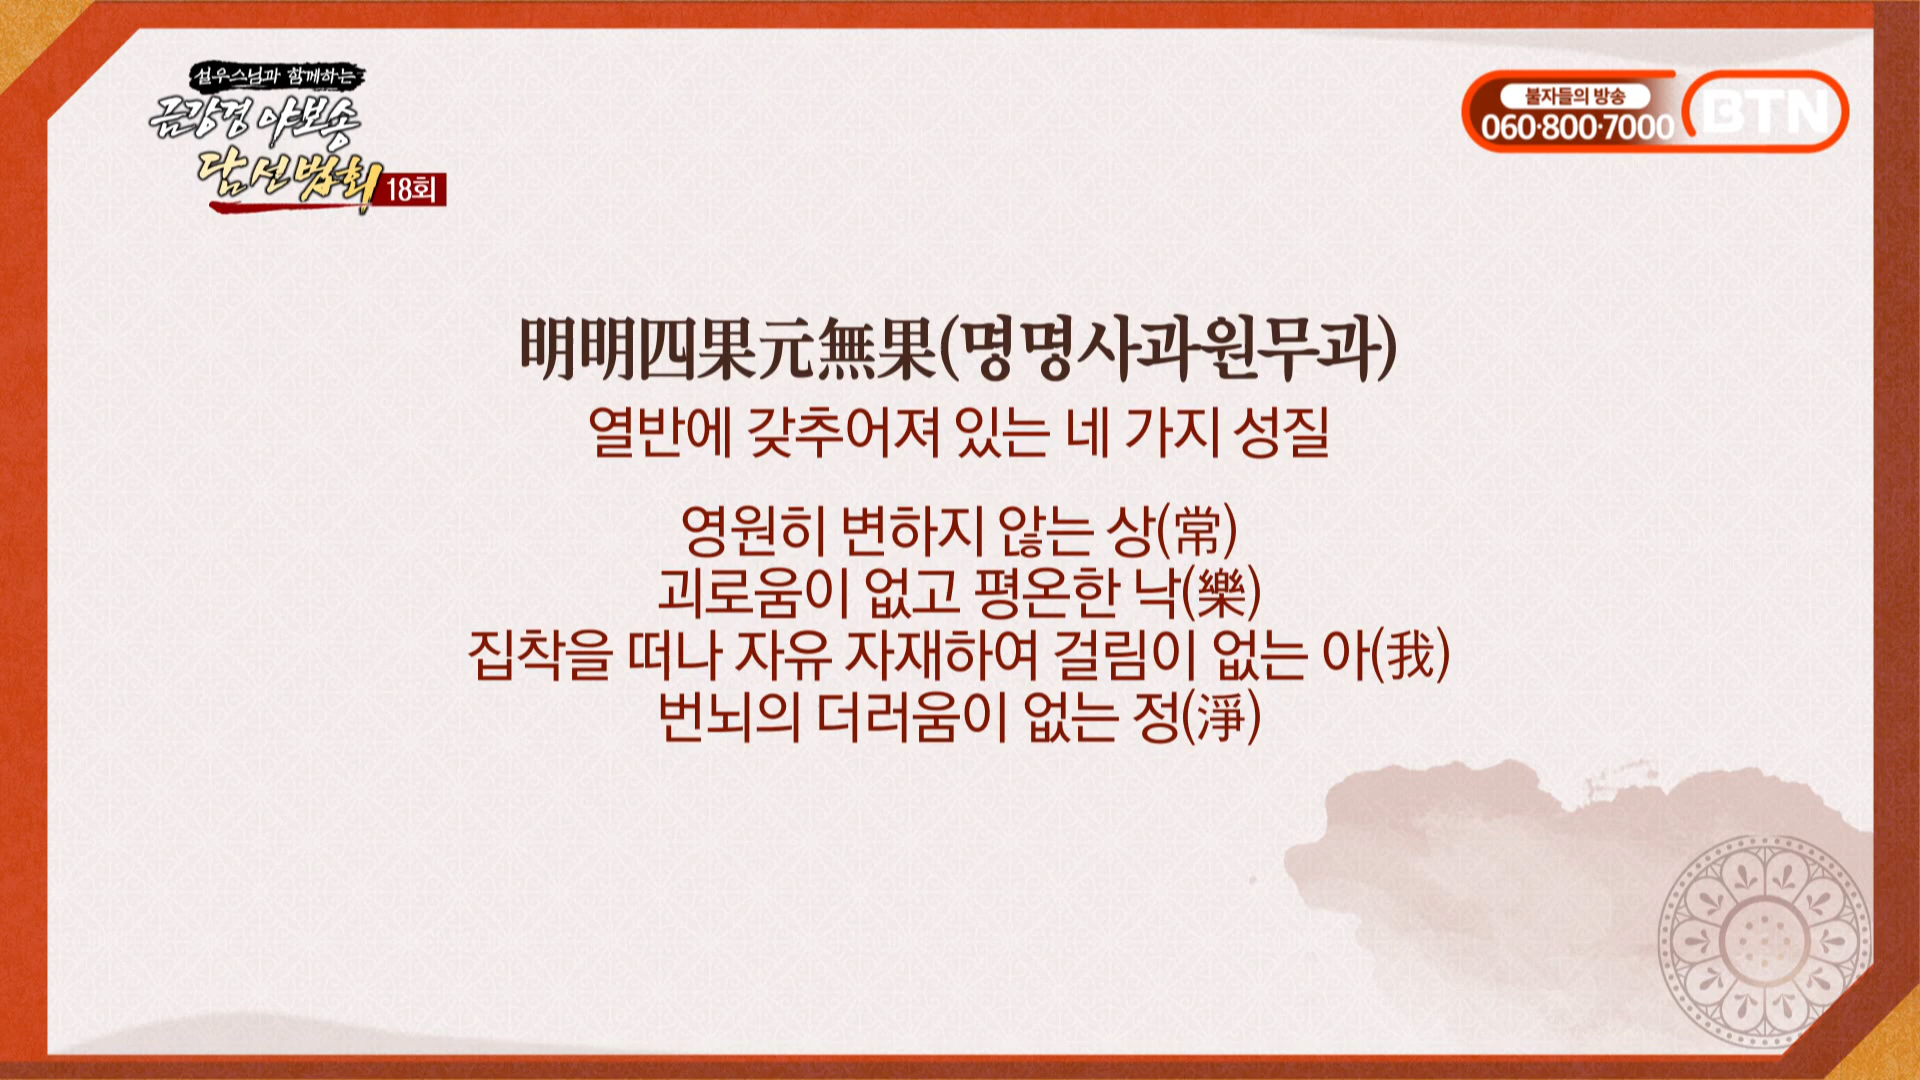 설우스님과 함께하는
금강경 야보송
담선법회 18회
불자들의 방송
060·800·7000
BTN
明明四果元無果(명명사과원무과)
열반에 갖추어져 있는 네 가지 성질
영원히 변하지 않는 상(常)
괴로움이 없고 평온한 낙(樂)
집착을 떠나 자유 자재하여 걸림이 없는 아(我)
번뇌의 더러움이 없는 정(淨)